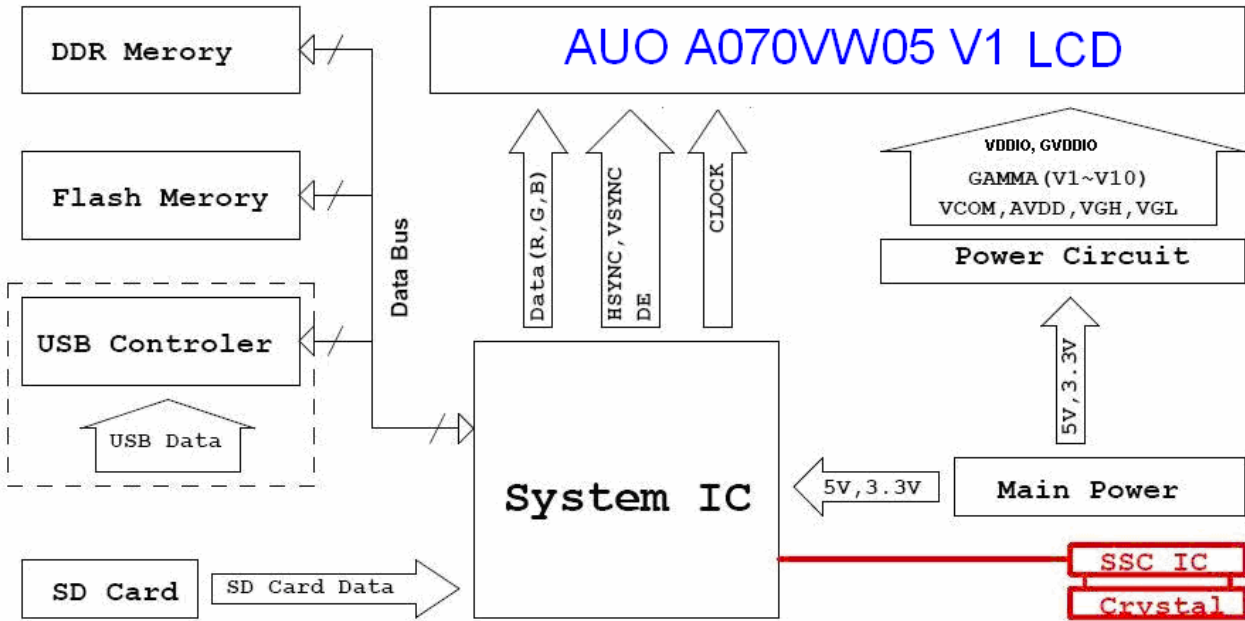 DDR Merory
AUO A070VW05 V1 LCD
Flash Merory
Data Bus
Data(R,G,B)
HSYNC,VSYNC
DE
CLOCK
VDDIO, GVDDIO
GAMMA(V1~V10)
VCOM,AVDD,VGH,VGL
Power Circuit
USB Controler
USB Data
5V,3.3V
System IC
5V,3.3V
Main Power
SD Card
SD Card Data
SSC IC
Crystal